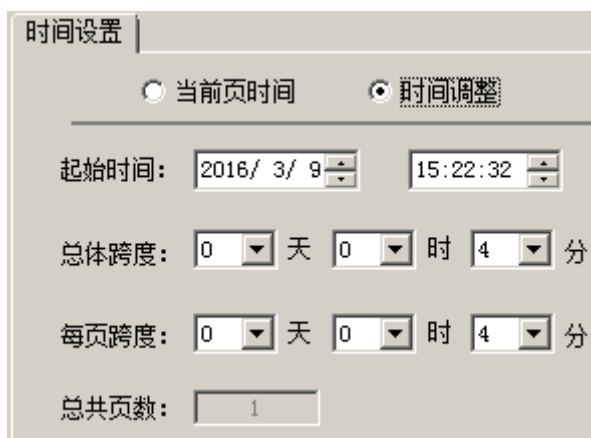 时间设置
当前页时间 时间调整
起始时间: 2016/ 3/ 9 15:22:32
总体跨度: 0 天 0 时 4 分
每页跨度: 0 天 0 时 4 分
总共页数: 1